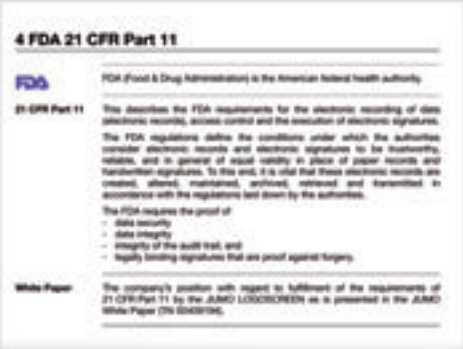 4 FDA 21 CFR Part 11
FDA
FDA (Food & Drug Administration) is the American federal health authority.
21 CFR Part 11
This describes the FDA requirements for the electronic recording of data
(electronic records), access control and the execution of electronic signatures.
The FDA regulations define the conditions under which the authorities
consider electronic records and electronic signatures to be trustworthy,
reliable, and in general of equal validity in place of paper records and
handwritten signatures. To this end, it is vital that these electronic records are
created, altered, maintained, archived, retrieved and transmitted in
accordance with the regulations laid down by the authorities.
The FDA requires the proof of
- data security
- data integrity
- integrity of the audit trail, and
- legally binding signatures that are proof against forgery.
White Paper
The company's position with regard to fulfillment of the requirements of
21 CFR Part 11 by the JUMO LOGOSCREEN es is presented in the JUMO
White Paper